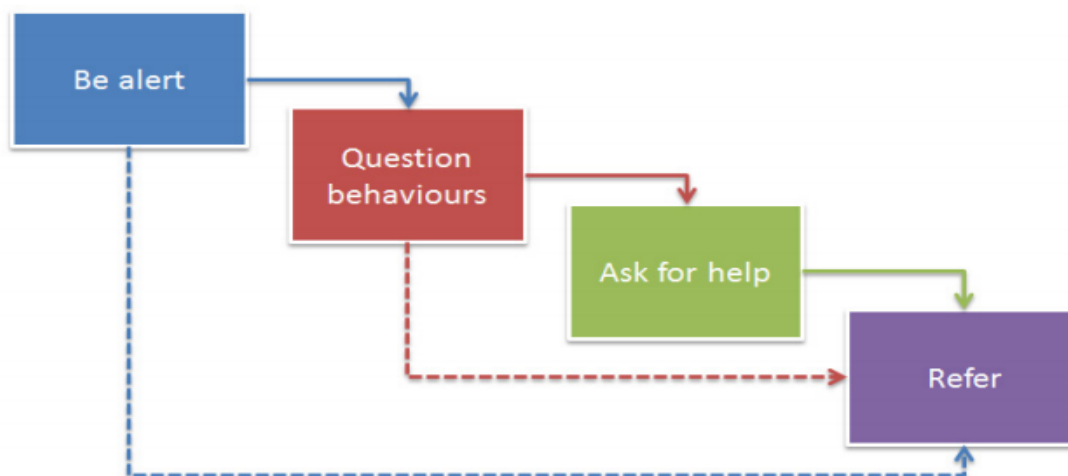 Be alert
Question
behaviours
Ask for help
Refer